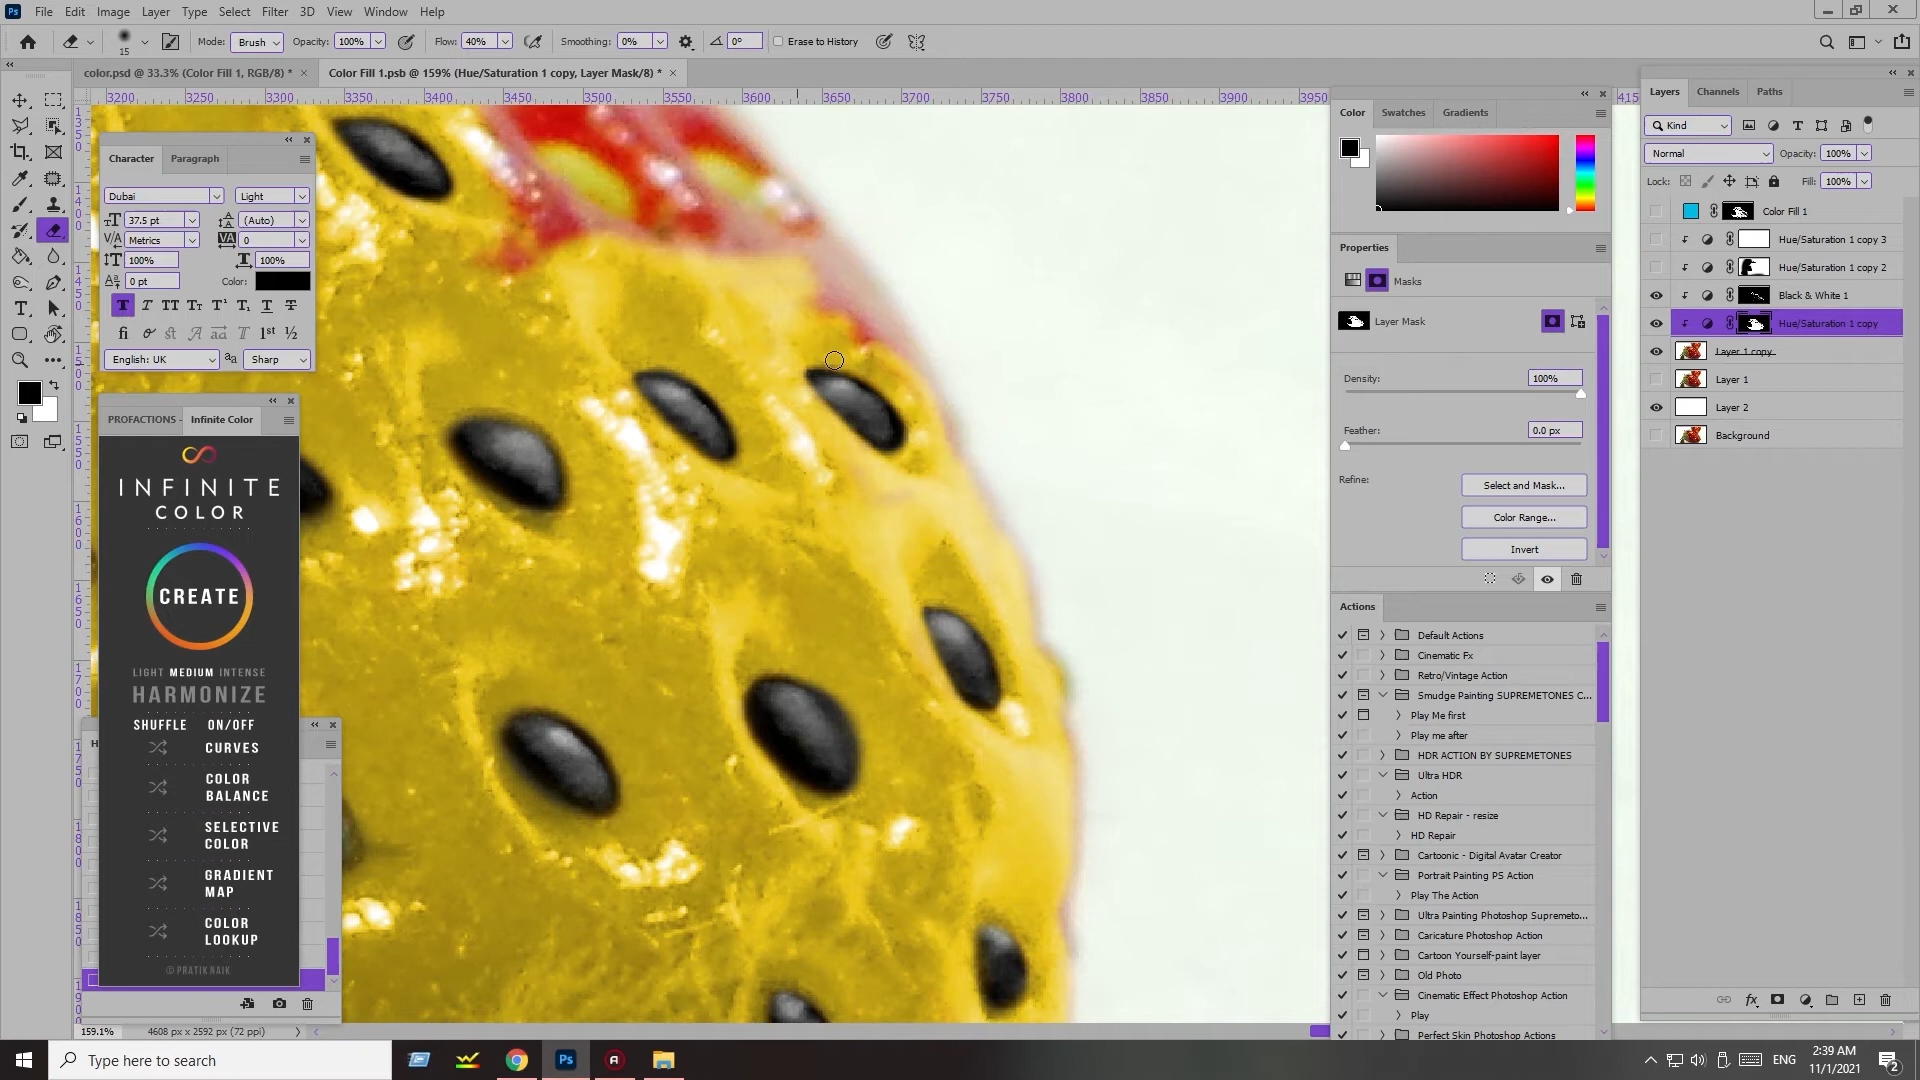 File Edit Image Layer Type Select Filter 3D View Window Help
15 Mode: Brush Opacity: 100% Flow: 40% Smoothing: 0% 0° Erase to History
color.psd @ 33.3% (Color Fill 1, RGB/8) * Color Fill 1.psb @ 159% (Hue/Saturation 1 copy, Layer Mask/8) *
3200 3250 3300 3350 3400 3450 3500 3550 3600 3650 3700 3750 3800 3850 3900 3950 415
Character Paragraph
Dubai Light
37.5 pt (Auto)
Metrics 0
100% 100%
0 pt Color:
English: UK Sharp
PROFACTIONS - Infinite Color
INFINITE
COLOR
CREATE
LIGHT MEDIUM INTENSE
HARMONIZE
SHUFFLE ON/OFF
CURVES
COLOR
BALANCE
SELECTIVE
COLOR
GRADIENT
MAP
COLOR
LOOKUP
© PRATIK NAIK
159.1% 4608 px x 2592 px (72 ppi)
Color Swatches Gradients
Properties
Masks
Layer Mask
Density: 100%
Feather: 0.0 px
Refine: Select and Mask...
Color Range...
Invert
Actions
Default Actions
Cinematic Fx
Retro/Vintage Action
Smudge Painting SUPREMETONES C...
Play Me first
Play me after
HDR ACTION BY SUPREMETONES
Ultra HDR
Action
HD Repair - resize
HD Repair
Cartoonic - Digital Avatar Creator
Portrait Painting PS Action
Play The Action
Ultra Painting Photoshop Supremeto...
Caricature Photoshop Action
Cartoon Yourself-paint layer
Old Photo
Cinematic Effect Photoshop Action
Play
Perfect Skin Photoshop Actions
Layers Channels Paths
Kind
Normal Opacity: 100%
Lock: Fill: 100%
Color Fill 1
Hue/Saturation 1 copy 3
Hue/Saturation 1 copy 2
Black & White 1
Hue/Saturation 1 copy
Layer 1 copy
Layer 1
Layer 2
Background
Type here to search
ENG
2:39 AM
11/1/2021
2